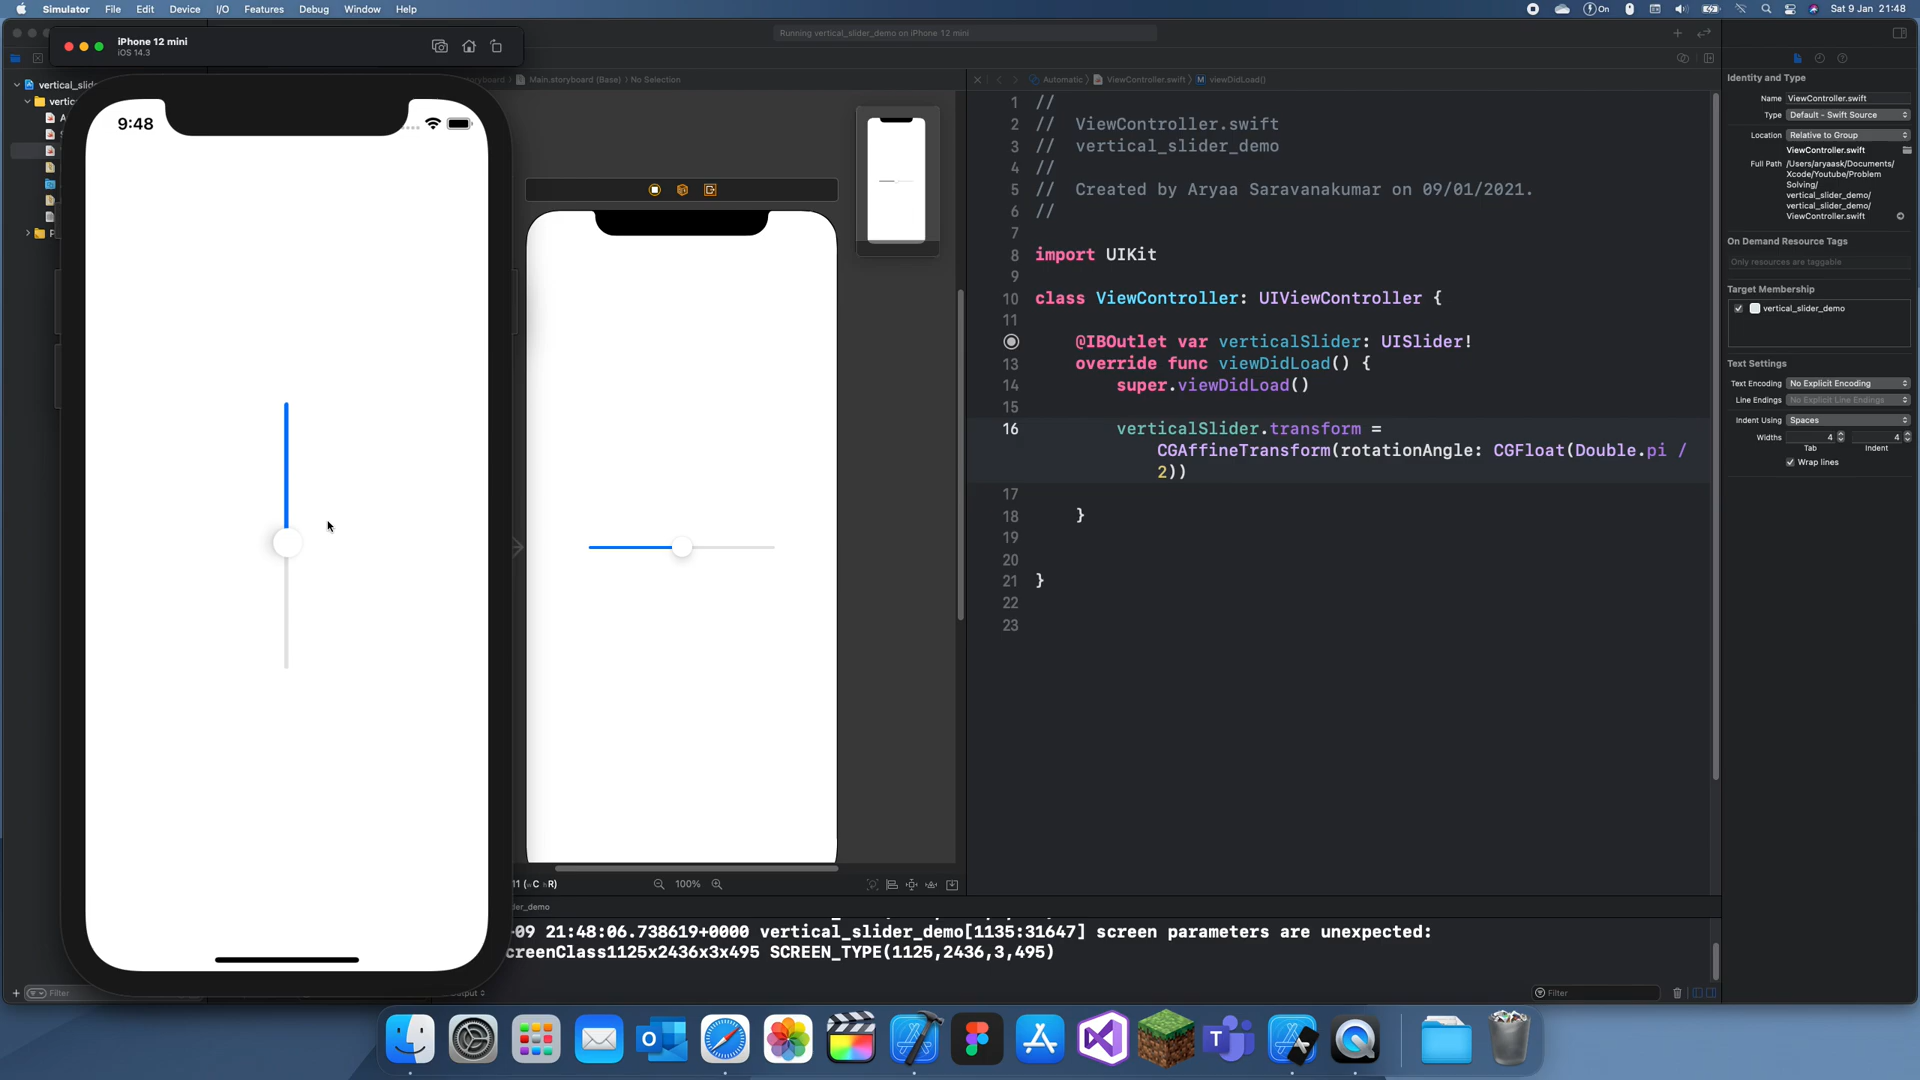 Simulator File Edit Device I/O Features Debug Window Help
On
Sat 9 Jan 21:48
iPhone 12 mini
iOS 14.3
Running vertical_slider_demo on iPhone 12 mini
Main.storyboard (Base) 〉No Selection
Automatic 〉 ViewController.swift 〉 M viewDidLoad()
9:48
1 //
2 // ViewController.swift
3 // vertical_slider_demo
4 //
5 // Created by Aryaa Saravanakumar on 09/01/2021.
6 //
7
8 import UIKit
9
10 class ViewController: UIViewController {
11
@IBOutlet var verticalSlider: UISlider!
13 override func viewDidLoad() {
14 super.viewDidLoad()
15
16 verticalSlider.transform =
CGAffineTransform(rotationAngle: CGFloat(Double.pi /
2))
17
18 }
19
20
21 }
22
23
Identity and Type
Name ViewController.swift
Type Default - Swift Source
Location Relative to Group
ViewController.swift
Full Path /Users/aryaask/Documents/
Xcode/Youtube/Problem
Solving/
vertical_slider_demo/
vertical_slider_demo/
ViewController.swift
On Demand Resource Tags
Only resources are taggable
Target Membership
vertical_slider_demo
Text Settings
Text Encoding No Explicit Encoding
Line Endings No Explicit Line Endings
Indent Using Spaces
Widths 4 4
Tab Indent
Wrap lines
100%
-09 21:48:06.738619+0000 vertical_slider_demo[1135:31647] screen parameters are unexpected:
creenClass1125x2436x3x495 SCREEN_TYPE(1125,2436,3,495)
Filter
Filter